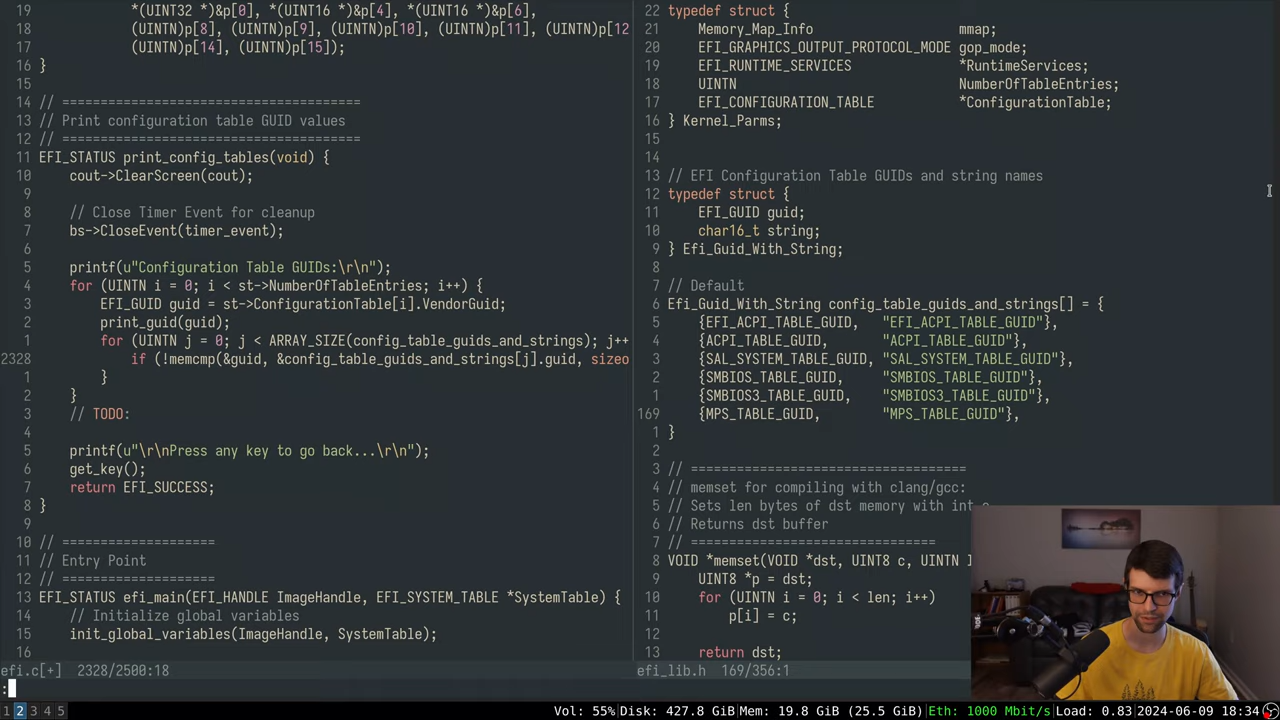 19             *(UINT32 *)&p[0], *(UINT16 *)&p[4], *(UINT16 *)&p[6],
18             (UINTN)p[8], (UINTN)p[9], (UINTN)p[10], (UINTN)p[11], (UINTN)p[12
17             (UINTN)p[14], (UINTN)p[15]);
16 }
15
14 // =====================================
13 // Print configuration table GUID values
12 // =====================================
11 EFI_STATUS print_config_tables(void) {
10     cout->ClearScreen(cout);
9
8     // Close Timer Event for cleanup
7     bs->CloseEvent(timer_event);
6
5     printf(u"Configuration Table GUIDs:\r\n");
4     for (UINTN i = 0; i < st->NumberOfTableEntries; i++) {
3         EFI_GUID guid = st->ConfigurationTable[i].VendorGuid;
2         print_guid(guid);
1         for (UINTN j = 0; j < ARRAY_SIZE(config_table_guids_and_strings); j++
2328             if (!memcmp(&guid, &config_table_guids_and_strings[j].guid, sizeo
1         }
2     }
3     // TODO:
4
5     printf(u"\r\nPress any key to go back...\r\n");
6     get_key();
7     return EFI_SUCCESS;
8 }
9
10 // ====================
11 // Entry Point
12 // ====================
13 EFI_STATUS efi_main(EFI_HANDLE ImageHandle, EFI_SYSTEM_TABLE *SystemTable) {
14     // Initialize global variables
15     init_global_variables(ImageHandle, SystemTable);
16
efi.c[+]  2328/2500:18
22 typedef struct {
21     Memory_Map_Info                   mmap;
20     EFI_GRAPHICS_OUTPUT_PROTOCOL_MODE gop_mode;
19     EFI_RUNTIME_SERVICES              *RuntimeServices;
18     UINTN                             NumberOfTableEntries;
17     EFI_CONFIGURATION_TABLE           *ConfigurationTable;
16 } Kernel_Parms;
15
14
13 // EFI Configuration Table GUIDs and string names
12 typedef struct {
11     EFI_GUID guid;
10     char16_t string;
9 } Efi_Guid_With_String;
8
7 // Default
6 Efi_Guid_With_String config_table_guids_and_strings[] = {
5     {EFI_ACPI_TABLE_GUID,   "EFI_ACPI_TABLE_GUID"},
4     {ACPI_TABLE_GUID,       "ACPI_TABLE_GUID"},
3     {SAL_SYSTEM_TABLE_GUID, "SAL_SYSTEM_TABLE_GUID"},
2     {SMBIOS_TABLE_GUID,     "SMBIOS_TABLE_GUID"},
1     {SMBIOS3_TABLE_GUID,    "SMBIOS3_TABLE_GUID"},
169     {MPS_TABLE_GUID,        "MPS_TABLE_GUID"},
1 }
2
3 // ====================================
4 // memset for compiling with clang/gcc:
5 // Sets len bytes of dst memory with int
6 // Returns dst buffer
7 // ================================
8 VOID *memset(VOID *dst, UINT8 c, UINTN
9     UINT8 *p = dst;
10     for (UINTN i = 0; i < len; i++)
11         p[i] = c;
12
13     return dst;
efi_lib.h  169/356:1
:
1 2 3 4 5
Vol: 55%|Disk: 427.8 GiB|Mem: 19.8 GiB (25.5 GiB)|Eth: 1000 Mbit/s|Load: 0.83|2024-06-09 18:34